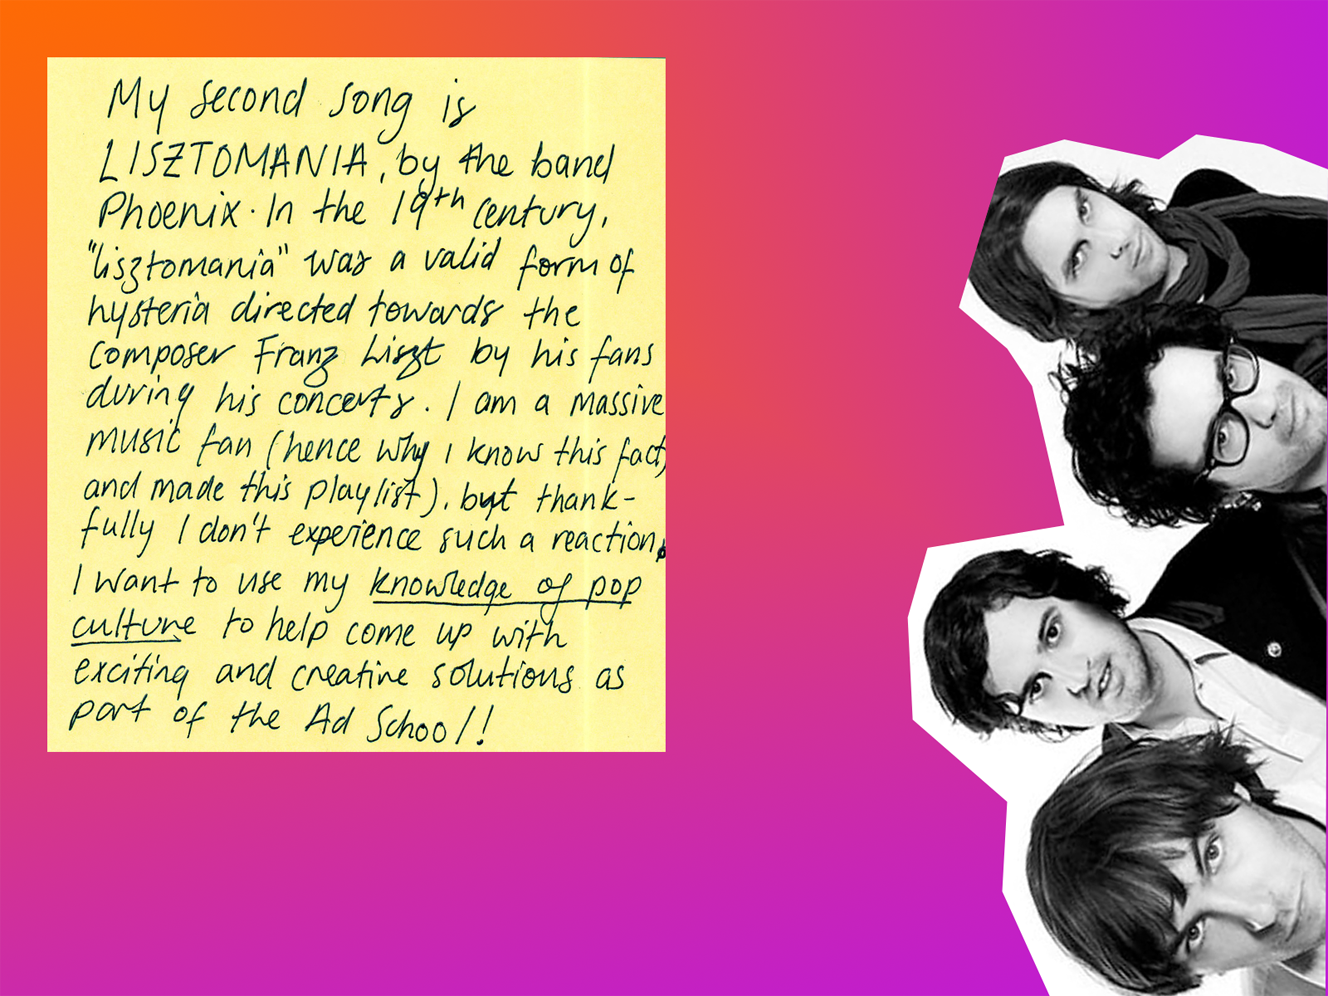 My second song is
LISZTOMANIA, by the band
Phoenix. In the 19th century,
"lisztomania" was a valid form of
hysteria directed towards the
composer Franz Liszt by his fans
during his concerts. I am a massive
music fan (hence why I know this fact,
and made this playlist), but thank-
fully I don't experience such a reaction.
I want to use my knowledge of pop
culture to help come up with
exciting and creative solutions as
part of the Ad School!